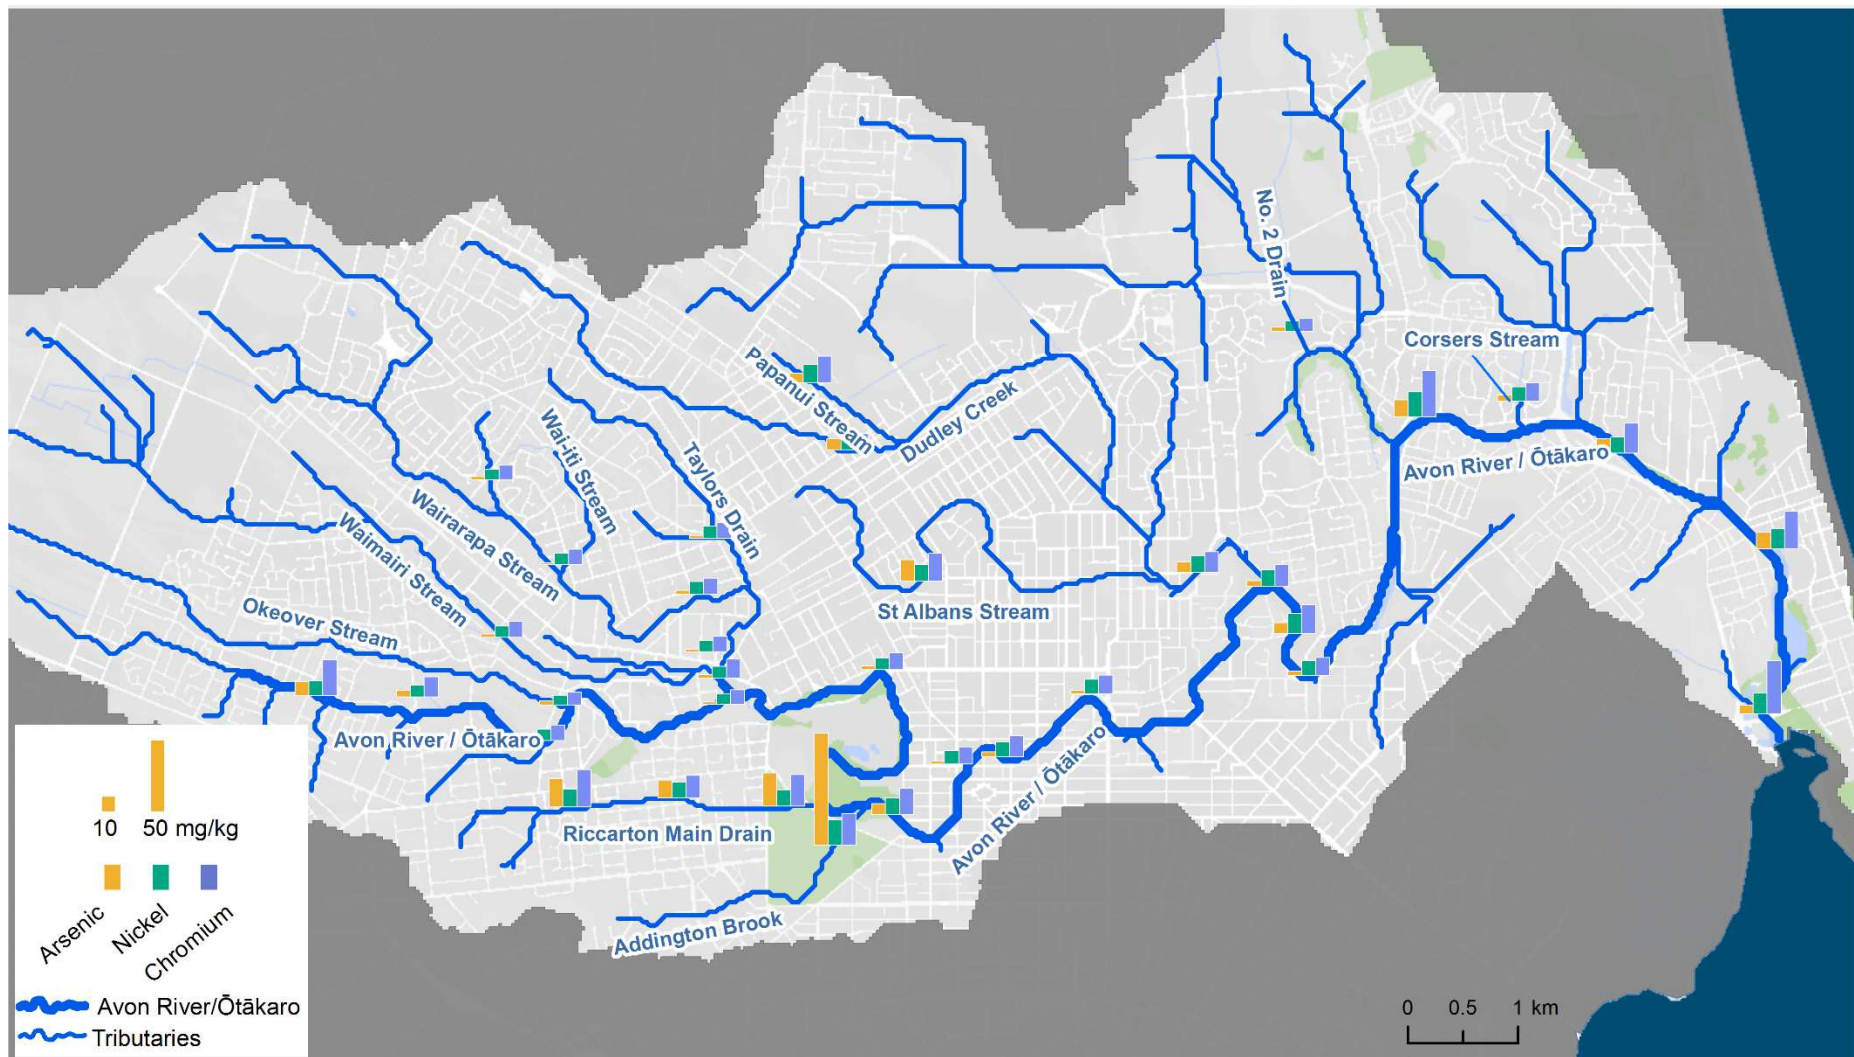 No. 2 Drain
Corsers Stream
Papanui Stream
Dudley Creek
Wai-iti Stream
Taylors Drain
Avon River / Ōtākaro
Wairarapa Stream
Waimairi Stream
Okeover Stream
St Albans Stream
Avon River / Ōtākaro
Avon River / Ōtākaro
Riccarton Main Drain
Addington Brook
10 50 mg/kg
Arsenic
Nickel
Chromium
Avon River/Ōtākaro
Tributaries
0 0.5 1 km